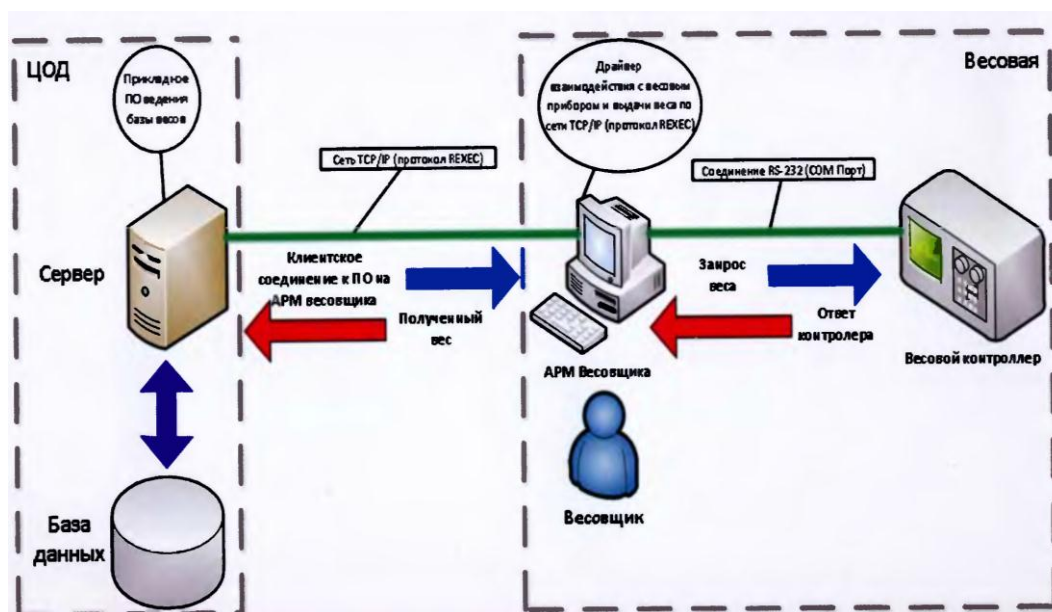 ЦОД
Прикладное
ПО ведения
базы весов
Сеть TCP/IP (протокол REXEC)
Сервер
Клиентское
соединение к ПО на
АРМ весовщика
Полученный
вес
База
данных
Весовая
Драйвер
взаимодействия с весовым
прибором и выдачи веса по
сети TCP/IP (протокол REXEC)
Соединение RS-232 (COM Порт)
Запрос
веса
Ответ
контролера
АРМ Весовщика
Весовой контроллер
Весовщик